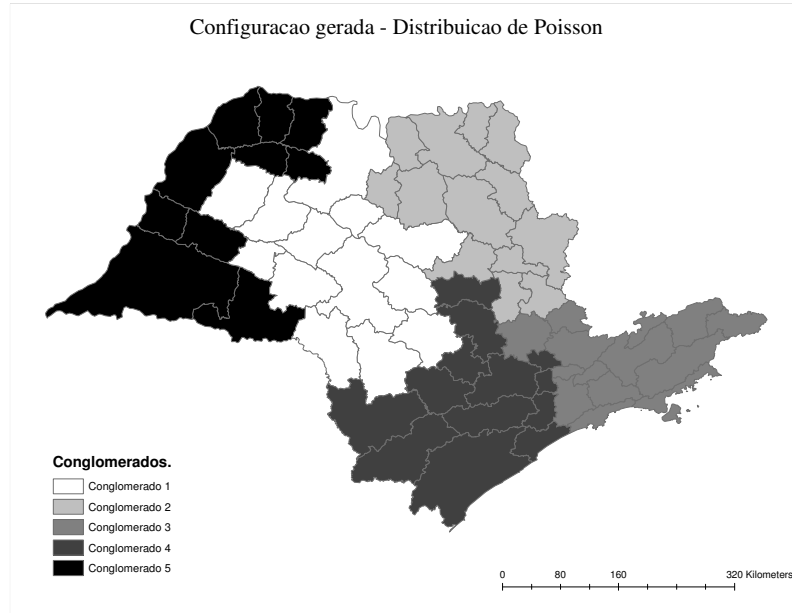 Configuracao gerada - Distribuicao de Poisson
Conglomerados.
Conglomerado 1
Conglomerado 2
Conglomerado 3
Conglomerado 4
Conglomerado 5
0 80 160 320 Kilometers